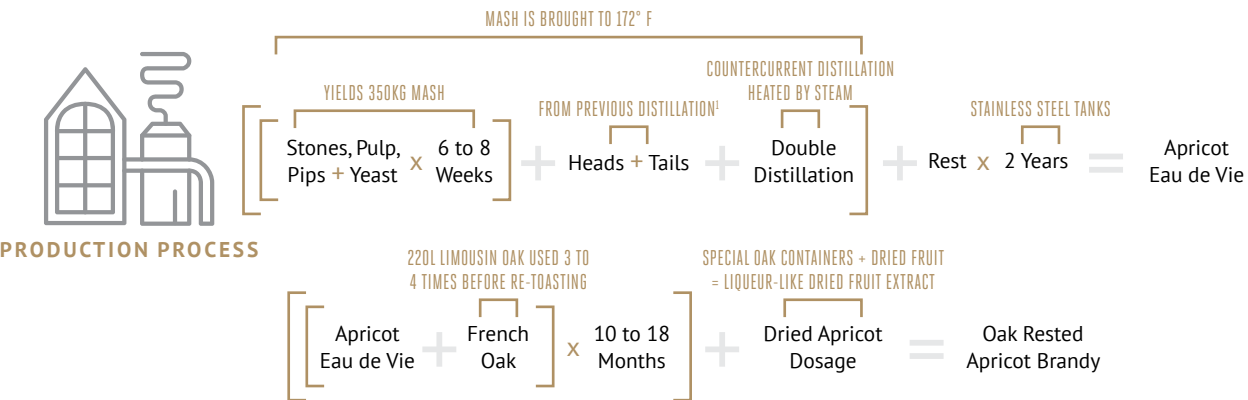 MASH IS BROUGHT TO 172° F
COUNTERCURRENT DISTILLATION
HEATED BY STEAM
YIELDS 350KG MASH
FROM PREVIOUS DISTILLATION¹
STAINLESS STEEL TANKS
Stones, Pulp,
Pips + Yeast
x
6 to 8
Weeks
+
Heads + Tails
+
Double
Distillation
+
Rest x 2 Years
=
Apricot
Eau de Vie
PRODUCTION PROCESS
220L LIMOUSIN OAK USED 3 TO
4 TIMES BEFORE RE-TOASTING
SPECIAL OAK CONTAINERS + DRIED FRUIT
= LIQUEUR-LIKE DRIED FRUIT EXTRACT
Apricot
Eau de Vie
+
French
Oak
x
10 to 18
Months
+
Dried Apricot
Dosage
=
Oak Rested
Apricot Brandy